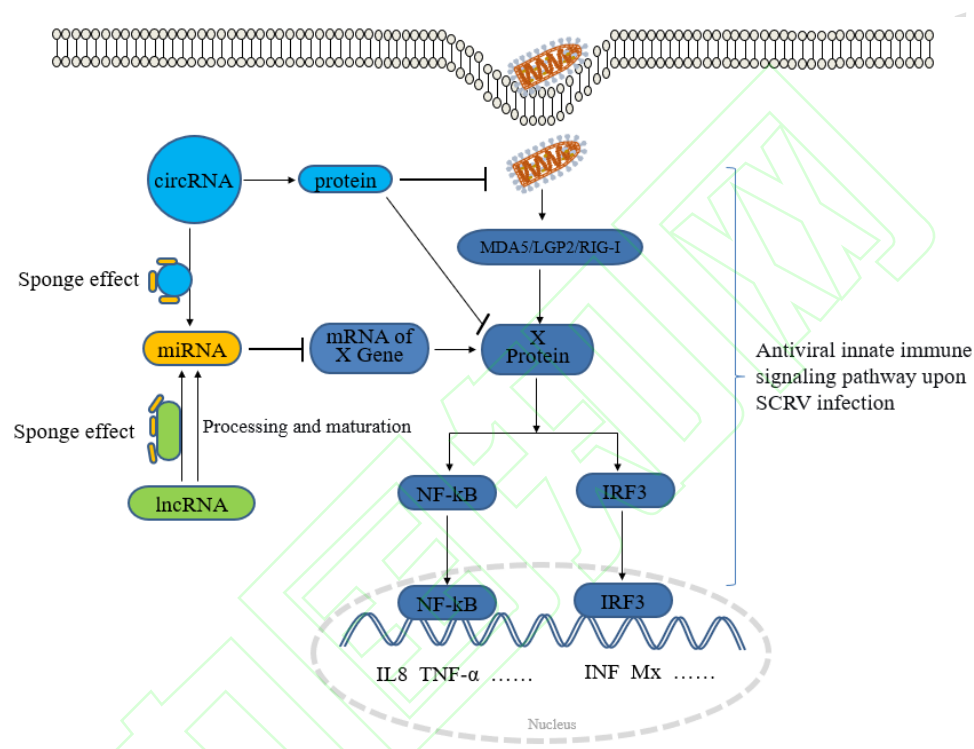 circRNA
protein
MDA5/LGP2/RIG-I
Sponge effect
miRNA
mRNA of
X Gene
X
Protein
Antiviral innate immune
signaling pathway upon
SCRV infection
Sponge effect
Processing and maturation
lncRNA
NF-kB
IRF3
NF-kB
IRF3
IL8 TNF-α ……
INF Mx ……
Nucleus